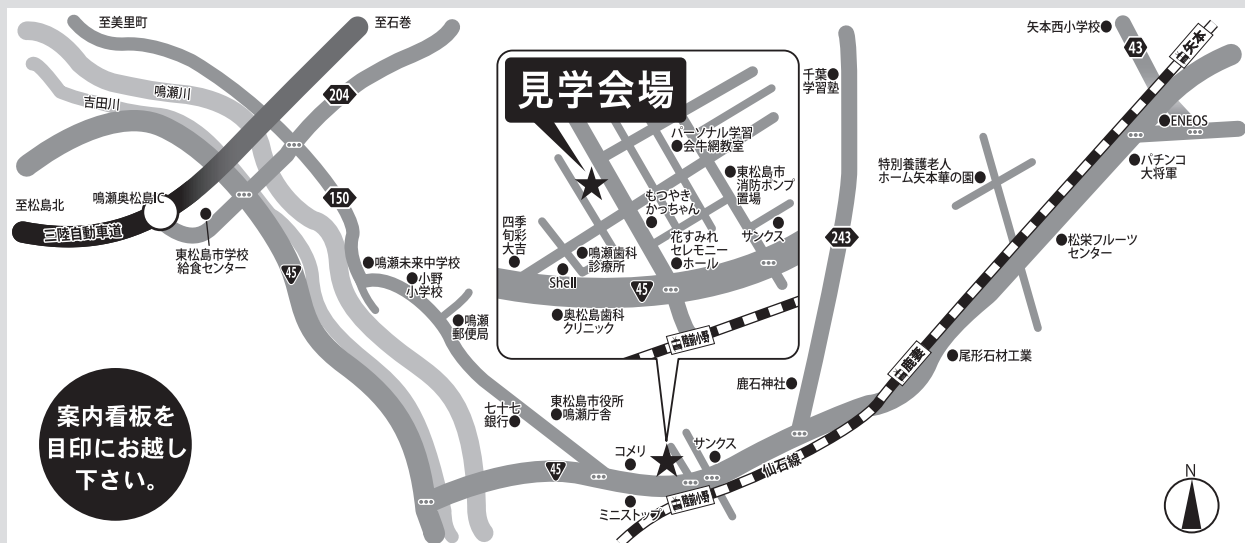 至美里町
至石巻
鳴瀬川
吉田川
204
鳴瀬奥松島IC
150
至松島北
三陸自動車道
東松島市学校
給食センター
45
鳴瀬未来中学校
小野
小学校
鳴瀬
郵便局
七十七
銀行
東松島市役所
鳴瀬庁舎
45
コメリ
ミニストップ
サンクス
陸前小野
仙石線
鹿石神社
243
千葉
学習塾
見学会場
パーソナル学習
会牛網教室
東松島市
消防ポンプ
置場
もつやき
かっちゃん
四季
旬彩
大吉
鳴瀬歯科
診療所
花すみれ
セレモニー
ホール
サンクス
Shell
45
奥松島歯科
クリニック
陸前小野
矢本西小学校
43
矢本
ENEOS
パチンコ
大将軍
特別養護老人
ホーム矢本華の園
松栄フルーツ
センター
鹿妻
尾形石材工業
案内看板を
目印にお越し
下さい。
N